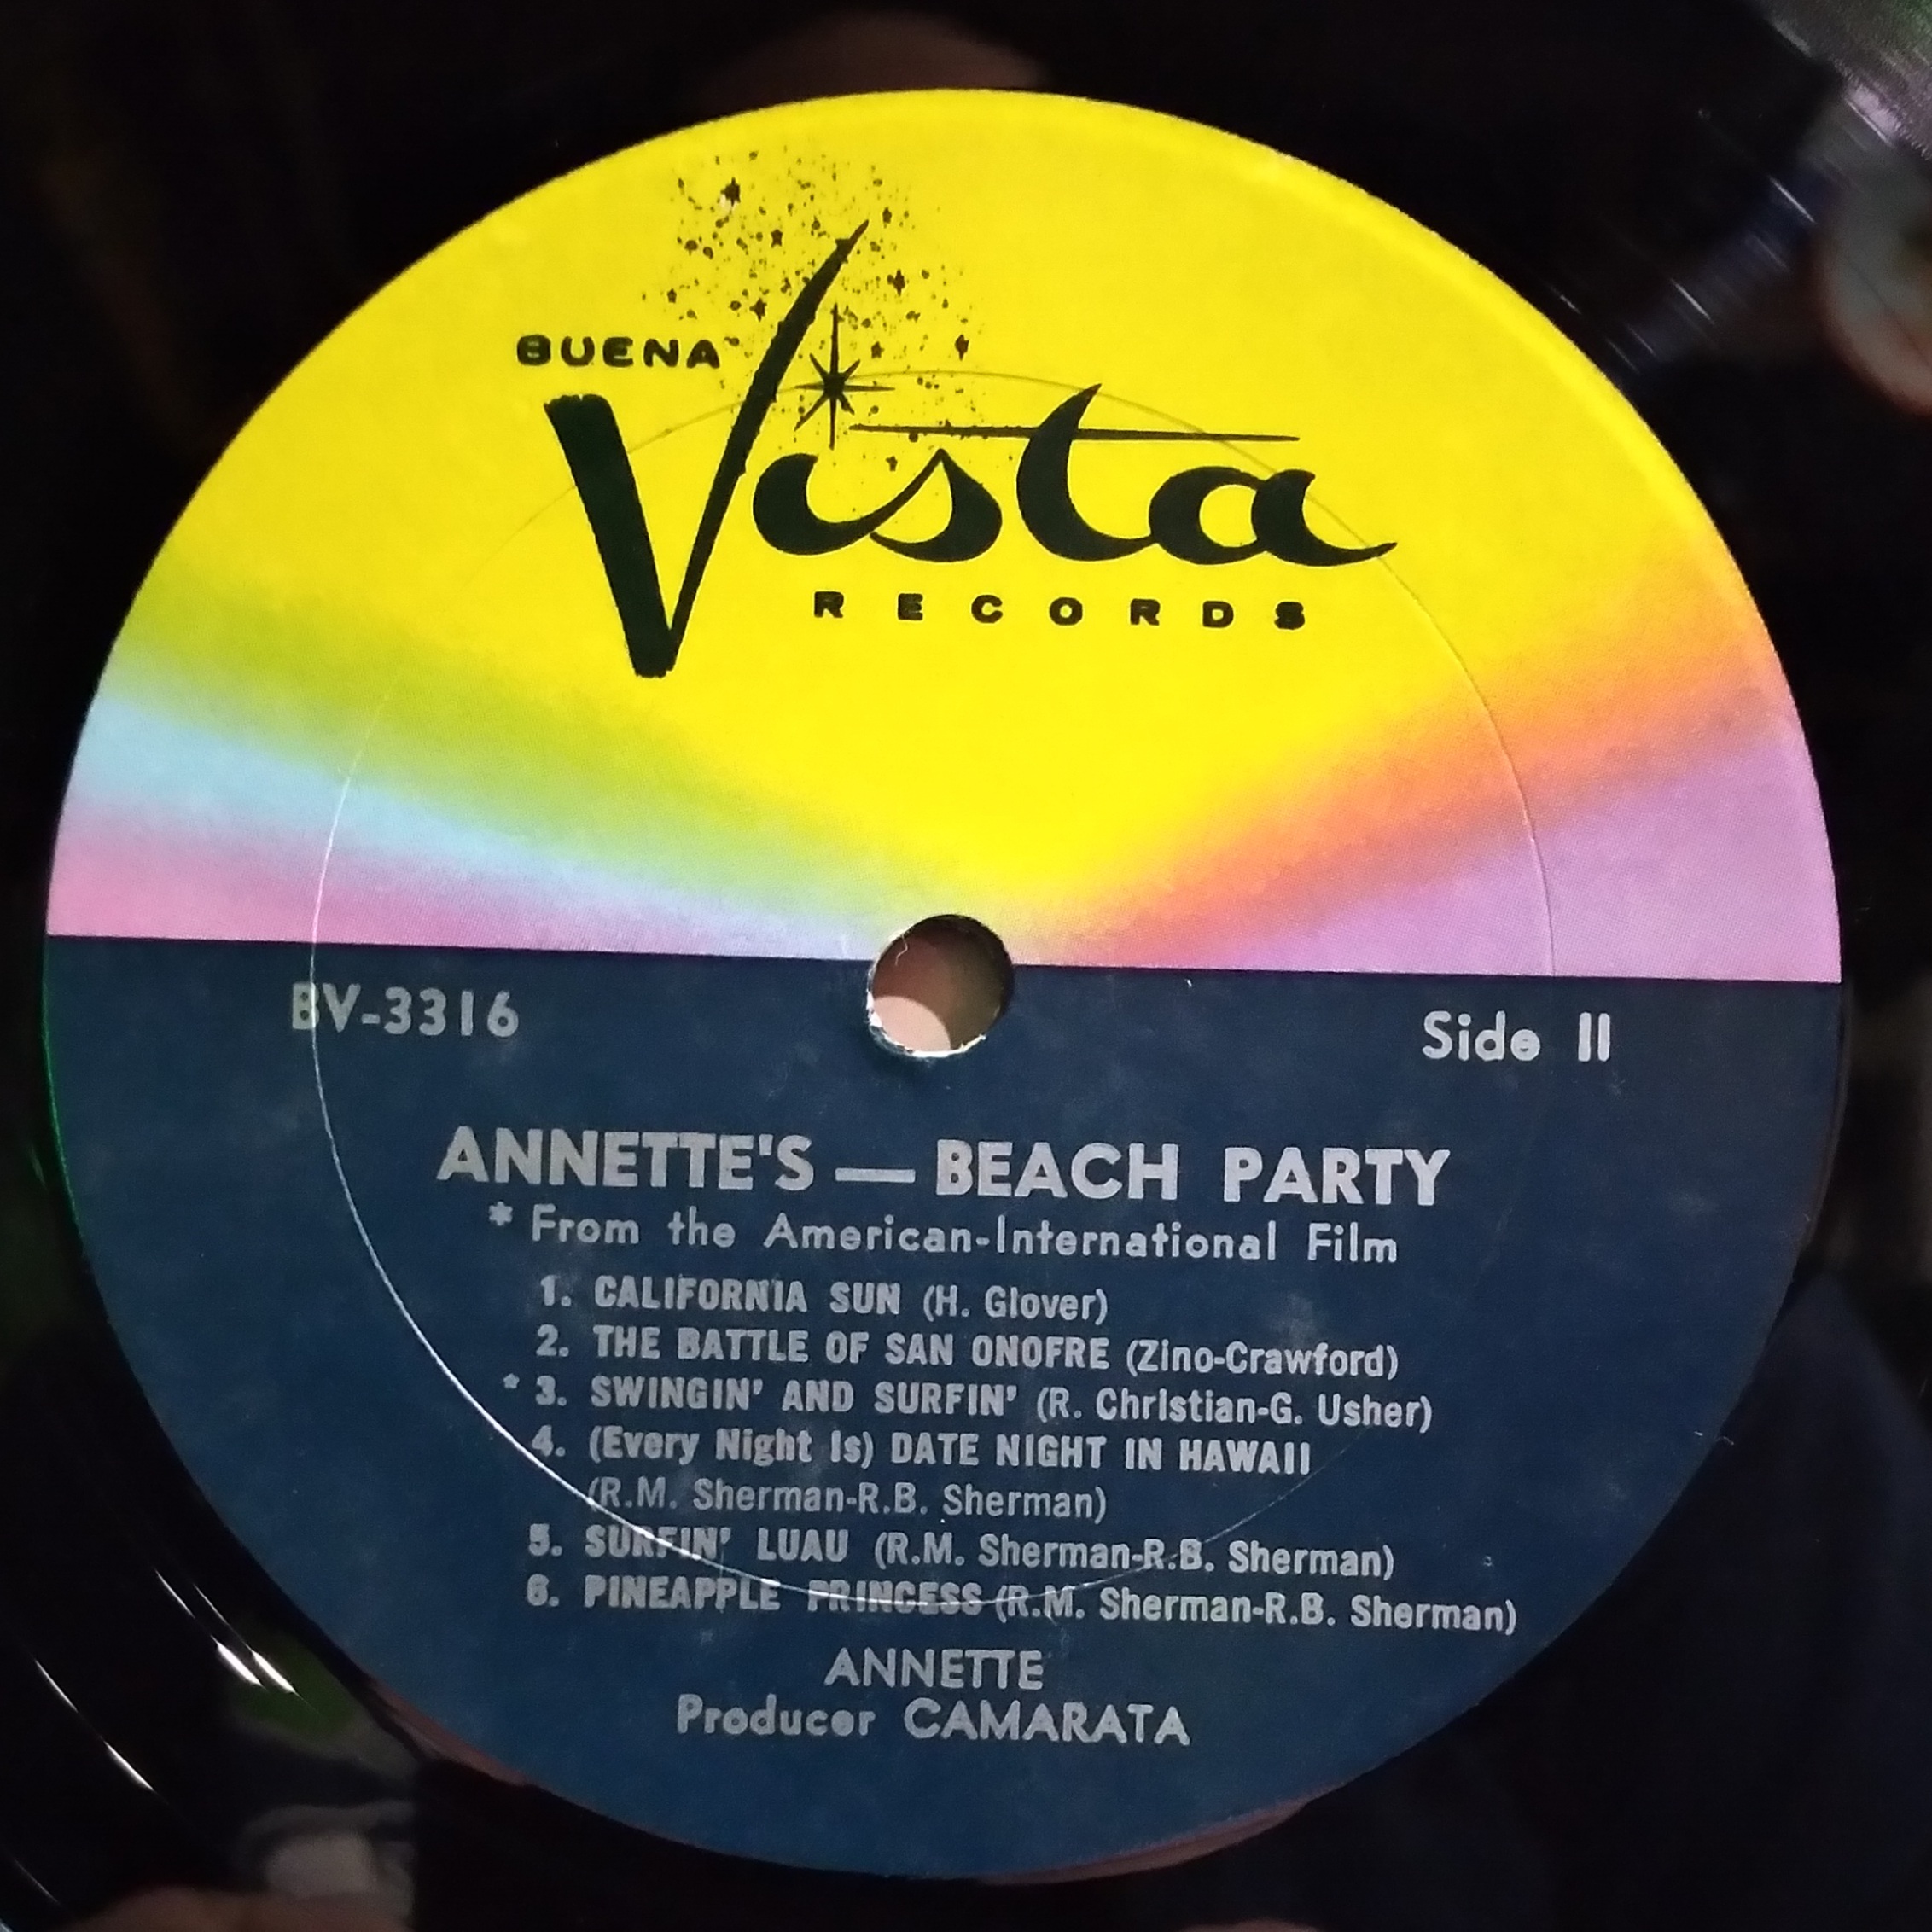 BUENA
Vista
RECORDS
BV-3316 Side II
ANNETTE'S — BEACH PARTY
* From the American-International Film
1. CALIFORNIA SUN (H. Glover)
2. THE BATTLE OF SAN ONOFRE (Zino-Crawford)
* 3. SWINGIN' AND SURFIN' (R. Christian-G. Usher)
4. (Every Night Is) DATE NIGHT IN HAWAII
(R.M. Sherman-R.B. Sherman)
5. SURFIN' LUAU (R.M. Sherman-R.B. Sherman)
6. PINEAPPLE PRINCESS (R.M. Sherman-R.B. Sherman)
ANNETTE
Producer CAMARATA